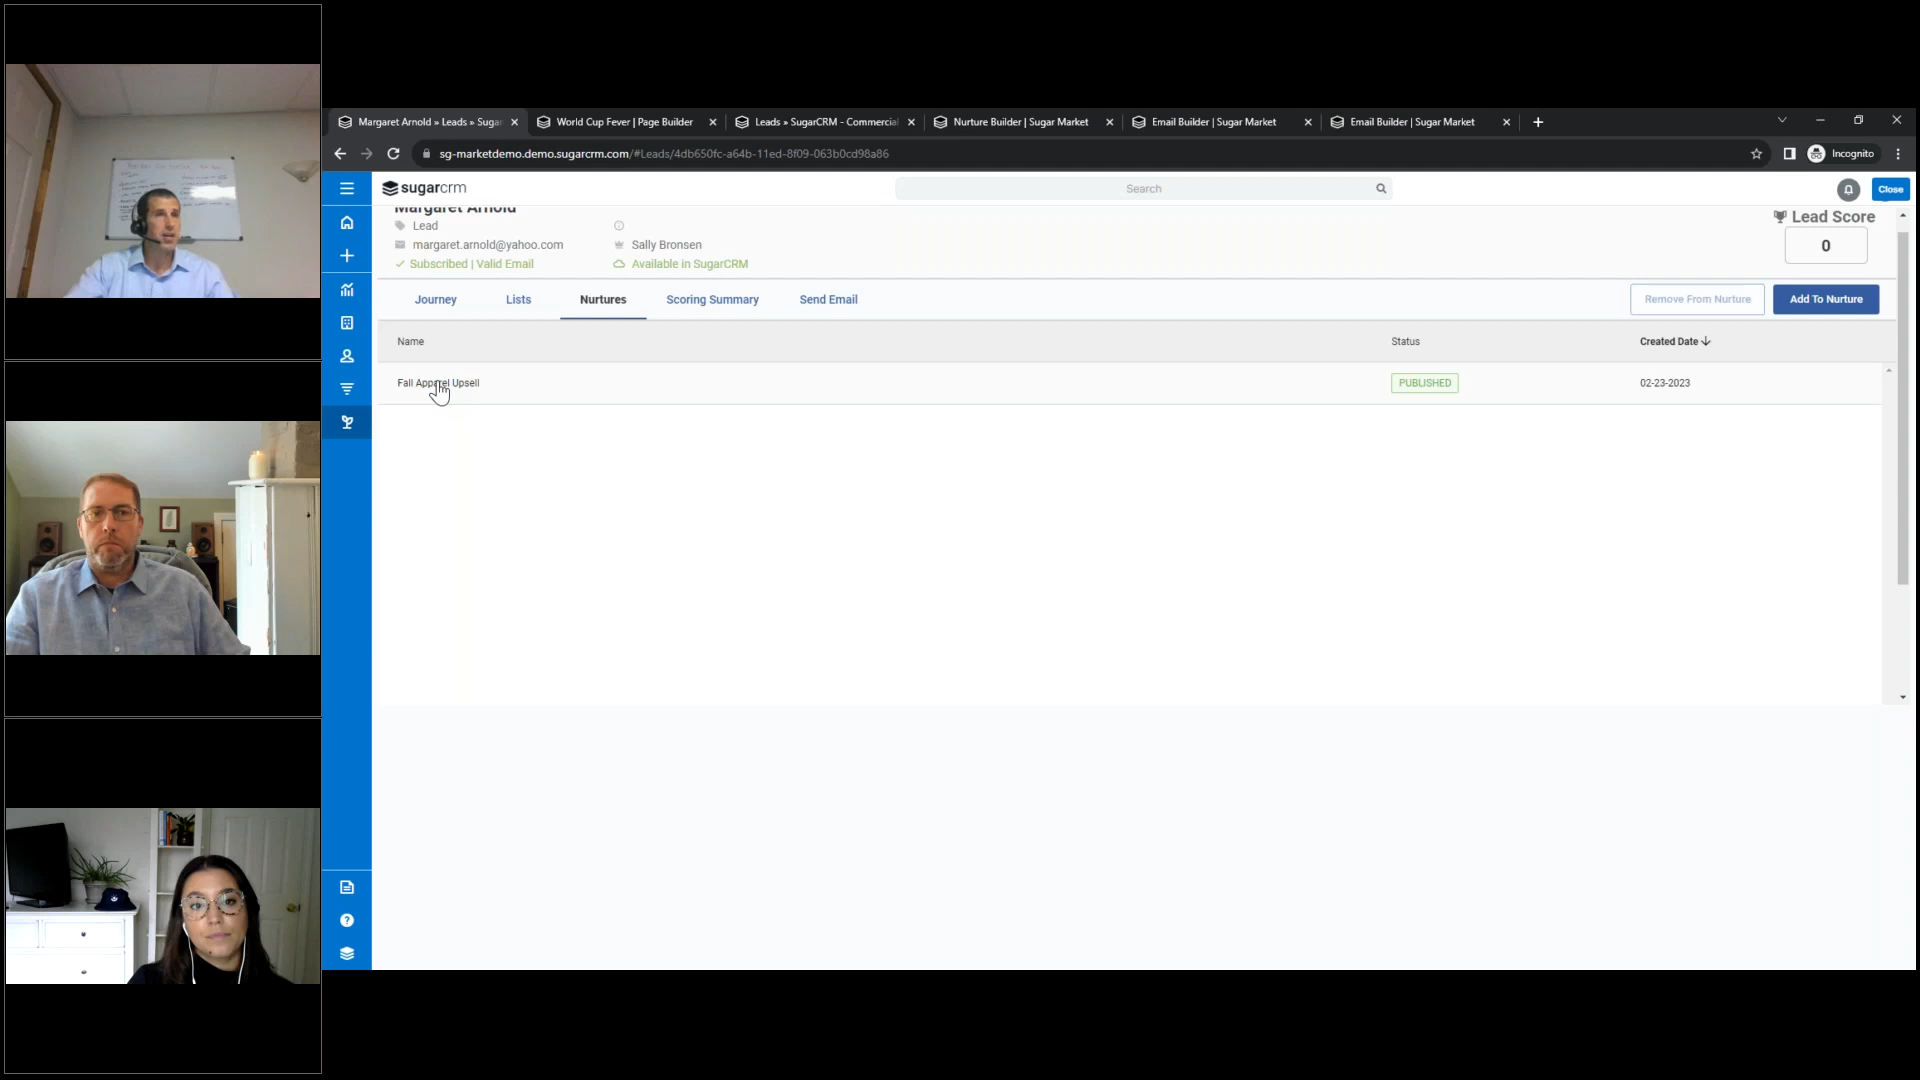 Margaret Arnold » Leads » Suga
World Cup Fever | Page Builder
Leads » SugarCRM - Commercial
Nurture Builder | Sugar Market
Email Builder | Sugar Market
Email Builder | Sugar Market
sg-marketdemo.demo.sugarcrm.com/#Leads/4db650fc-a64b-11ed-8f09-063b0cd98a86
Incognito
sugarcrm
Search
Close
Margaret Arnold
Lead
Lead Score
margaret.arnold@yahoo.com
Sally Bronsen
0
Subscribed | Valid Email
Available in SugarCRM
Journey
Lists
Nurtures
Scoring Summary
Send Email
Remove From Nurture
Add To Nurture
Name
Status
Created Date
Fall Apparel Upsell
PUBLISHED
02-23-2023